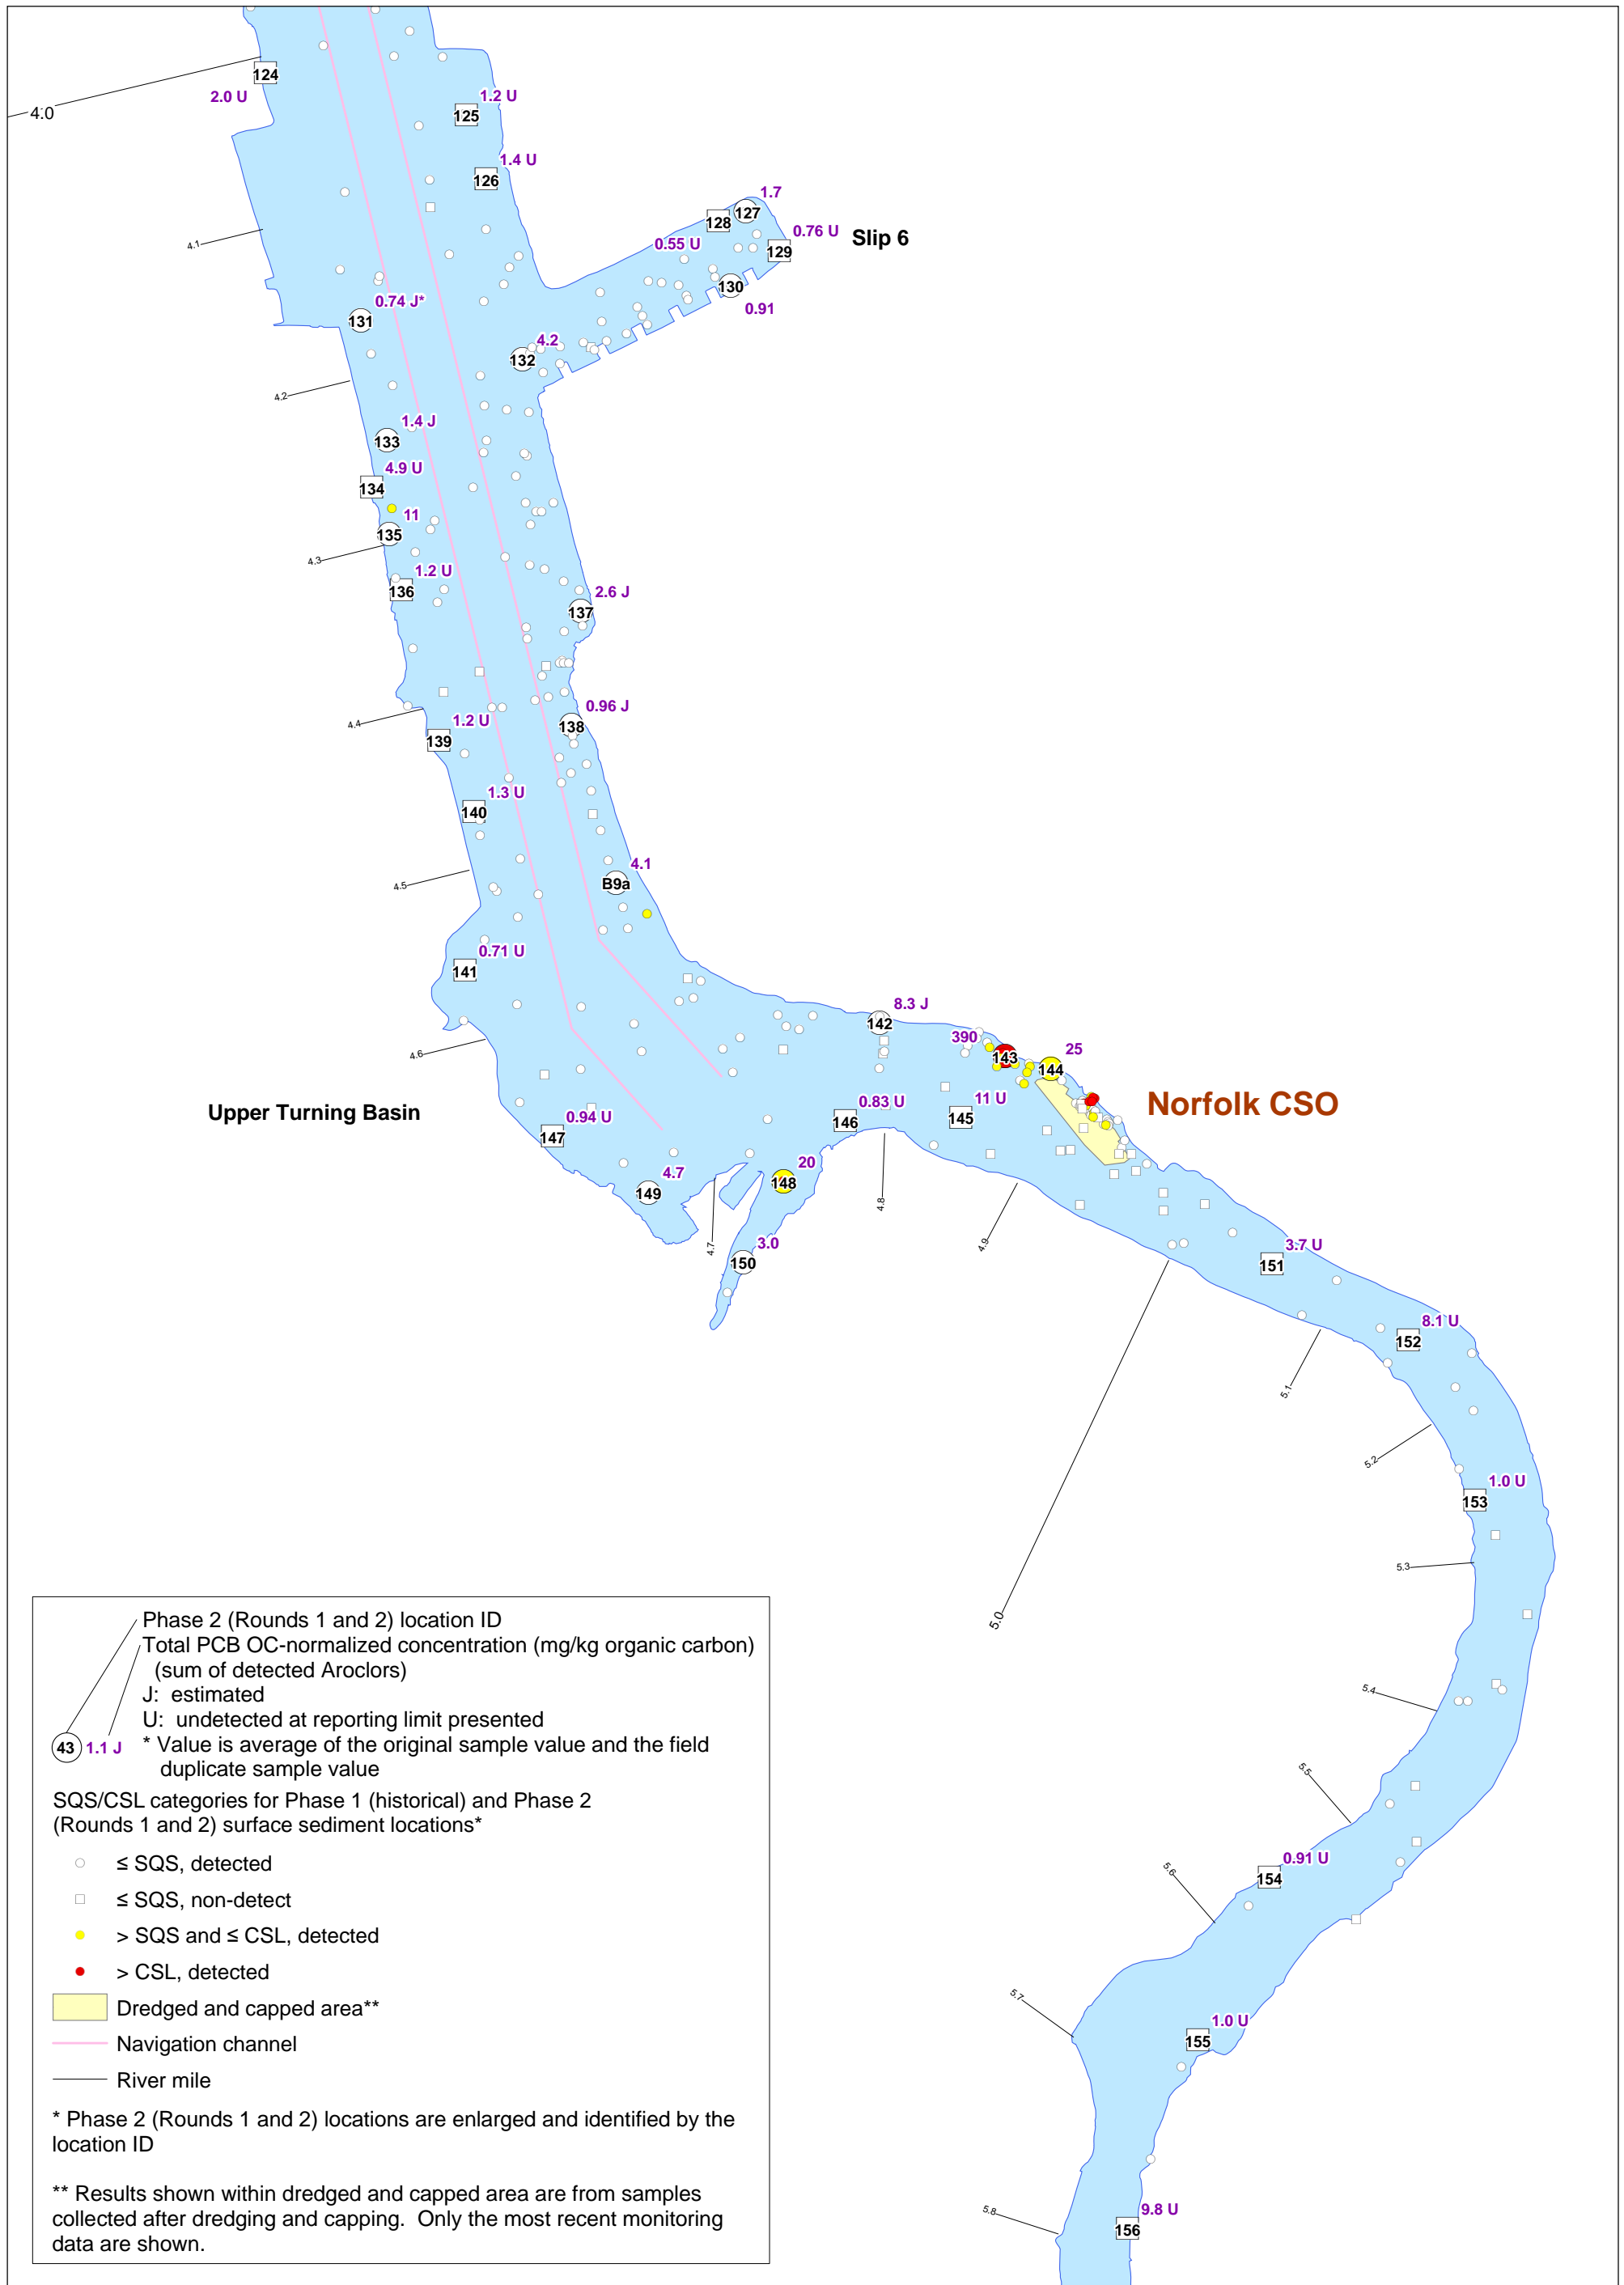 124
2.0 U
4.0
1.2 U
125
1.4 U
126
1.7
127
128
0.76 U
129
Slip 6
0.55 U
4.1
130
0.91
0.74 J*
131
4.2
132
4.2
1.4 J
133
4.9 U
134
11
135
4.3
1.2 U
136
2.6 J
137
0.96 J
138
4.4
1.2 U
139
1.3 U
140
4.1
B9a
4.5
0.71 U
141
8.3 J
142
390
143
25
144
4.6
Norfolk CSO
Upper Turning Basin
0.94 U
147
0.83 U
146
11 U
145
4.7
149
20
148
4.8
4.7
4.9
3.0
150
3.7 U
151
8.1 U
152
5.1
5.2
1.0 U
153
5.3
5.0
5.4
5.5
0.91 U
154
5.6
5.7
1.0 U
155
5.8
9.8 U
156
Phase 2 (Rounds 1 and 2) location ID
Total PCB OC-normalized concentration (mg/kg organic carbon)
(sum of detected Aroclors)
J: estimated
U: undetected at reporting limit presented
43 1.1 J * Value is average of the original sample value and the field
duplicate sample value
SQS/CSL categories for Phase 1 (historical) and Phase 2
(Rounds 1 and 2) surface sediment locations*
≤ SQS, detected
≤ SQS, non-detect
> SQS and ≤ CSL, detected
> CSL, detected
Dredged and capped area**
Navigation channel
River mile
* Phase 2 (Rounds 1 and 2) locations are enlarged and identified by the
location ID
** Results shown within dredged and capped area are from samples
collected after dredging and capping. Only the most recent monitoring
data are shown.